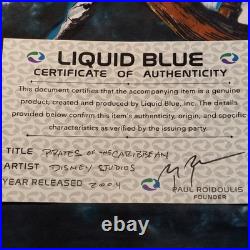 LIQUID BLUE
CERTIFICATE OF AUTHENTICITY
This document certifies that the accompanying item is a genuine
product, created and produced by Liquid Blue, Inc. The details
provided below confirm this item's authenticity, origin, and specific
characteristics as verified by the issuing party.
TITLE PIRATES OF THE CARIBBEAN
ARTIST DISNEY STUDIOS
YEAR RELEASED 2004
PAUL ROIDOULIS
FOUNDER